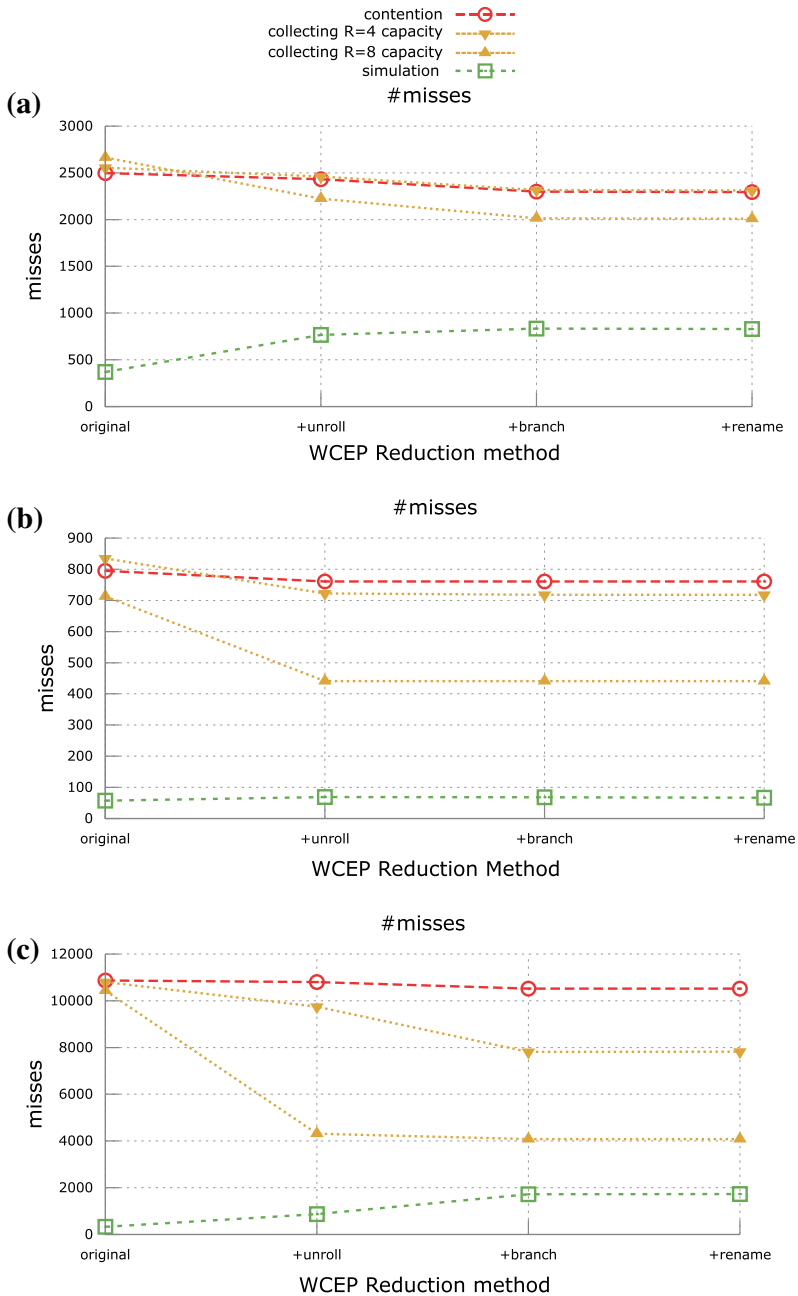 contention
collecting R=4 capacity
collecting R=8 capacity
simulation
(a)
#misses
3000
2500
2000
1500
1000
500
0
misses
original
+unroll
+branch
+rename
WCEP Reduction method
(b)
#misses
900
800
700
600
500
400
300
200
100
0
misses
original
+unroll
+branch
+rename
WCEP Reduction Method
(c)
#misses
12000
10000
8000
6000
4000
2000
0
misses
original
+unroll
+branch
+rename
WCEP Reduction method